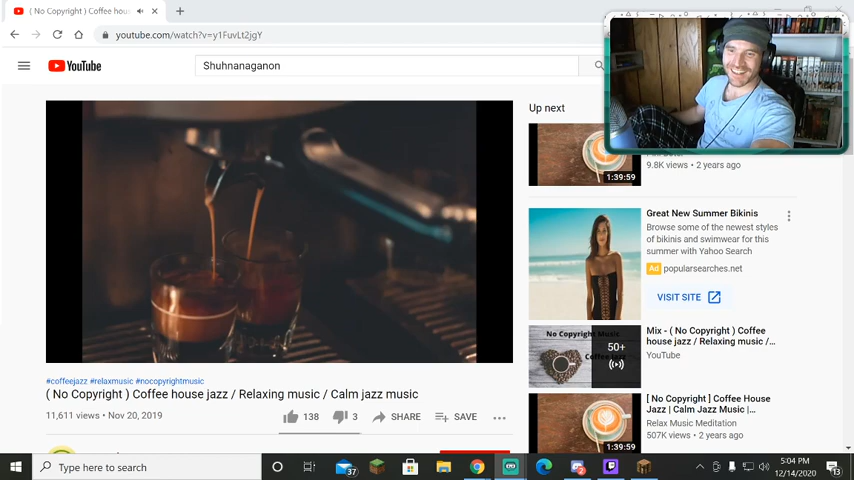 ( No Copyright ) Coffee hous
youtube.com/watch?v=y1FuvLt2jgY
YouTube
Shuhnanaganon
Up next
9.8K views • 2 years ago
1:39:59
Great New Summer Bikinis
Browse some of the newest styles
of bikinis and swimwear for this
summer with Yahoo Search
Ad popularsearches.net
VISIT SITE
No Copyright Music
50+
Mix - ( No Copyright ) Coffee
house jazz / Relaxing music /...
YouTube
[ No Copyright ] Coffee House
Jazz | Calm Jazz Music |...
Relax Music Meditation
507K views • 2 years ago
1:39:59
#coffeejazz #relaxmusic #nocopyrightmusic
( No Copyright ) Coffee house jazz / Relaxing music / Calm jazz music
11,611 views • Nov 20, 2019
138
3
SHARE
SAVE
Type here to search
37
5:04 PM
12/14/2020
13